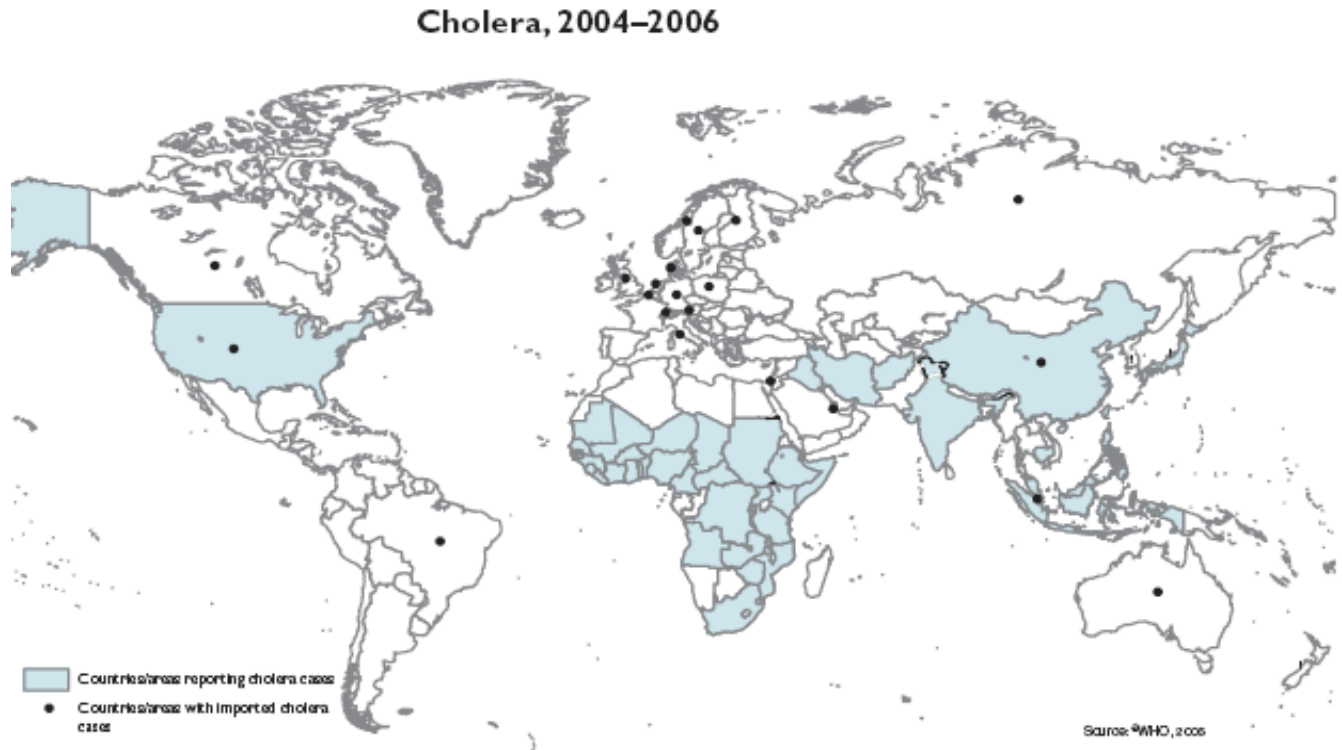 Cholera, 2004–2006
Countries/areas reporting cholera cases
Countries/areas with imported cholera
cases
Source: ©WHO, 2006